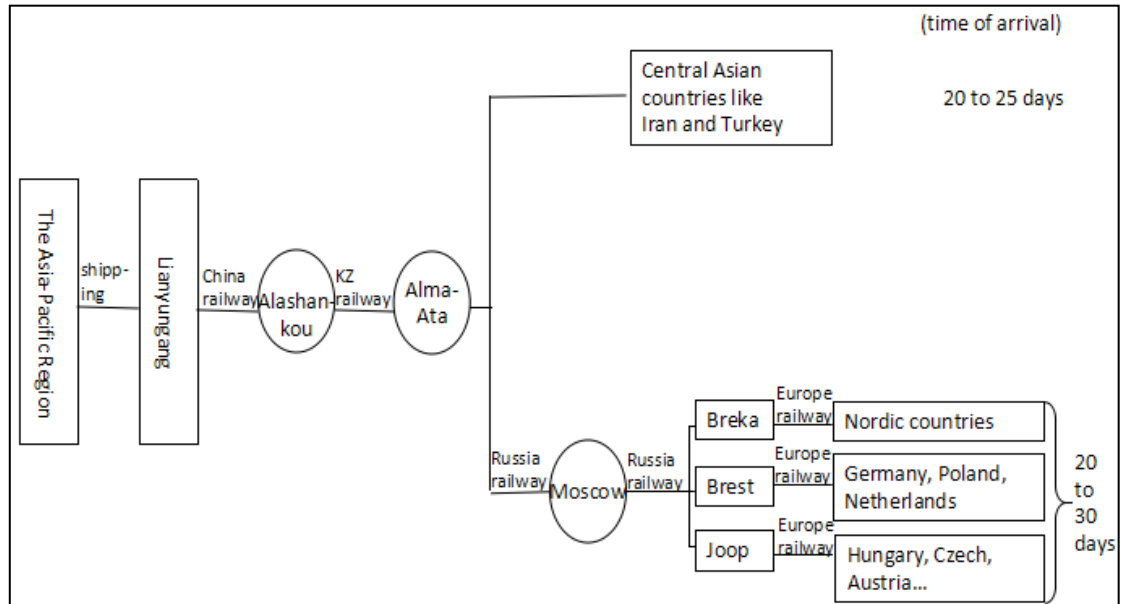 (time of arrival)
Central Asian
countries like
Iran and Turkey
20 to 25 days
The Asia-Pacific Region
shipp-
ing
Lianyungang
China
railway
Alashan-
kou
KZ
railway
Alma-
Ata
Russia
railway
Moscow
Russia
railway
Breka
Europe
railway
Nordic countries
Brest
Europe
railway
Germany, Poland,
Netherlands
Joop
Europe
railway
Hungary, Czech,
Austria...
20
to
30
days